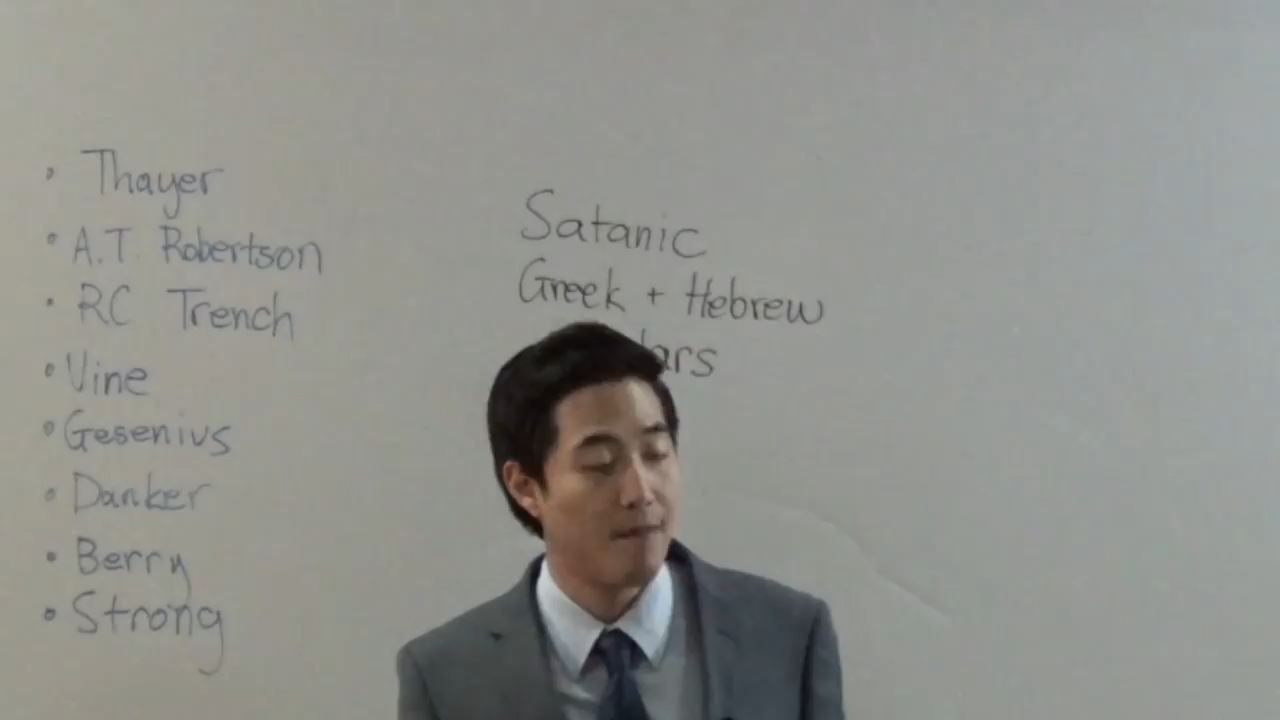 • Thayer
• A.T. Robertson
• RC Trench
• Vine
• Gesenius
• Danker
• Berry
• Strong
Satanic
Greek + Hebrew